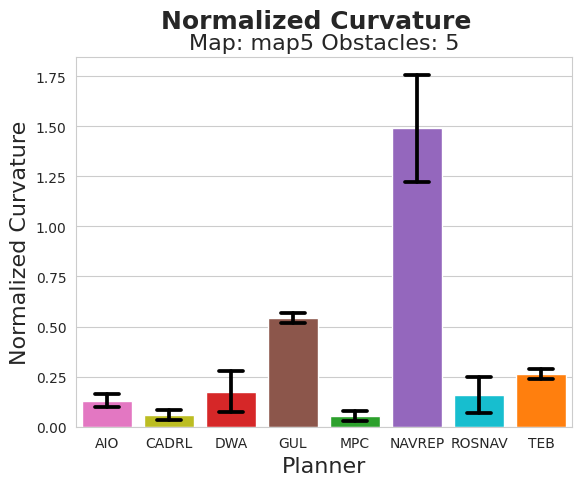 Normalized Curvature
Map: map5 Obstacles: 5
Normalized Curvature
1.75
1.50
1.25
1.00
0.75
0.50
0.25
0.00
AIO CADRL DWA GUL MPC NAVREP ROSNAV TEB
Planner